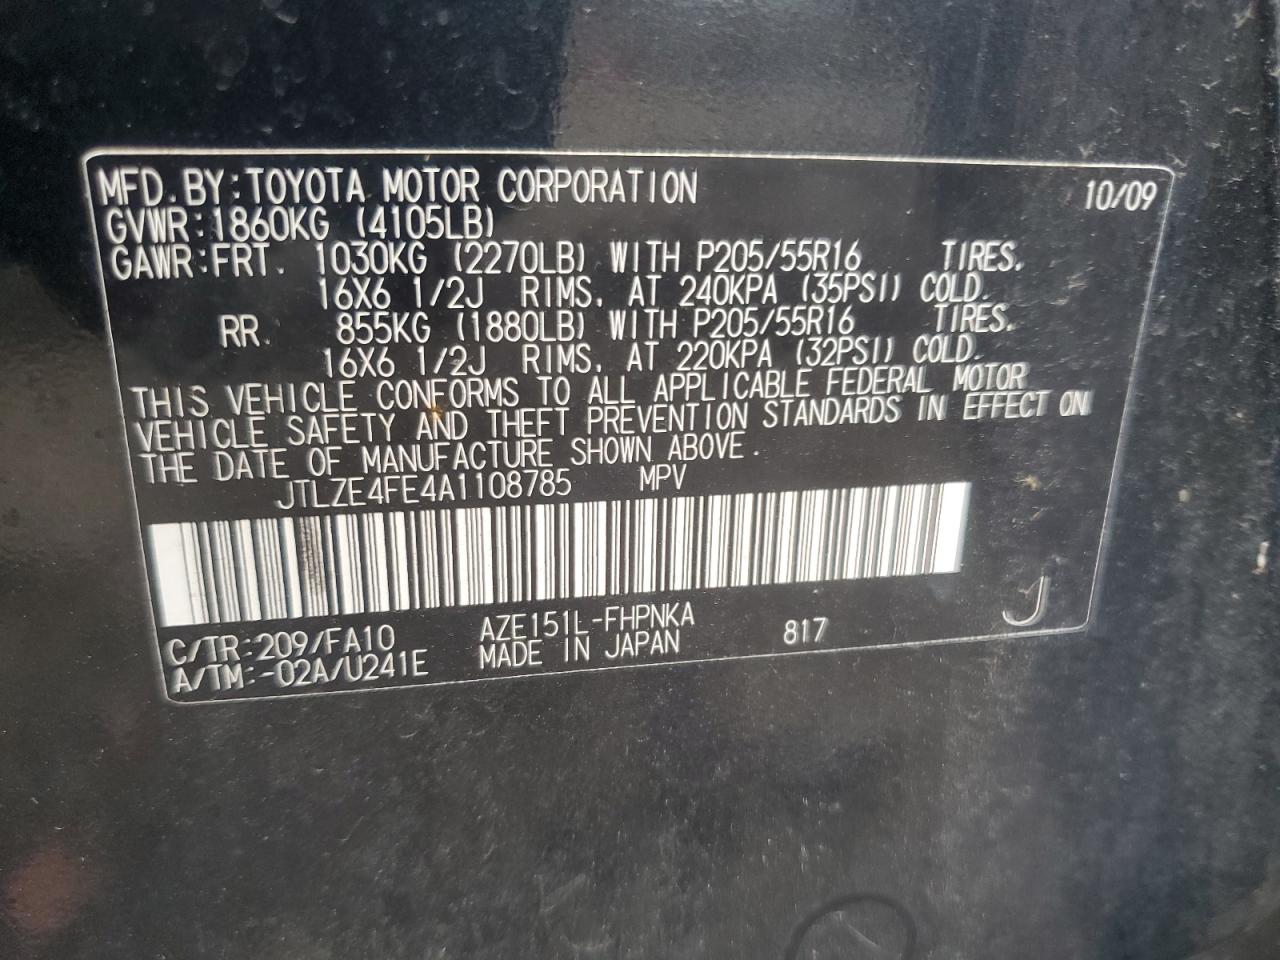 MFD. BY: TOYOTA MOTOR CORPORATION 10/09
GVWR: 1860KG (4105LB)
GAWR: FRT. 1030KG (2270LB) WITH P205/55R16 TIRES,
16X6 1/2J RIMS, AT 240KPA (35PSI) COLD.
RR. 855KG (1880LB) WITH P205/55R16 TIRES,
16X6 1/2J RIMS, AT 220KPA (32PSI) COLD.
THIS VEHICLE CONFORMS TO ALL APPLICABLE FEDERAL MOTOR
VEHICLE SAFETY AND THEFT PREVENTION STANDARDS IN EFFECT ON
THE DATE OF MANUFACTURE SHOWN ABOVE.
JTLZE4FE4A1108785 MPV
C/TR: 209/FA10 AZE151L-FHPNKA 817 J
A/TM: -02A/U241E MADE IN JAPAN